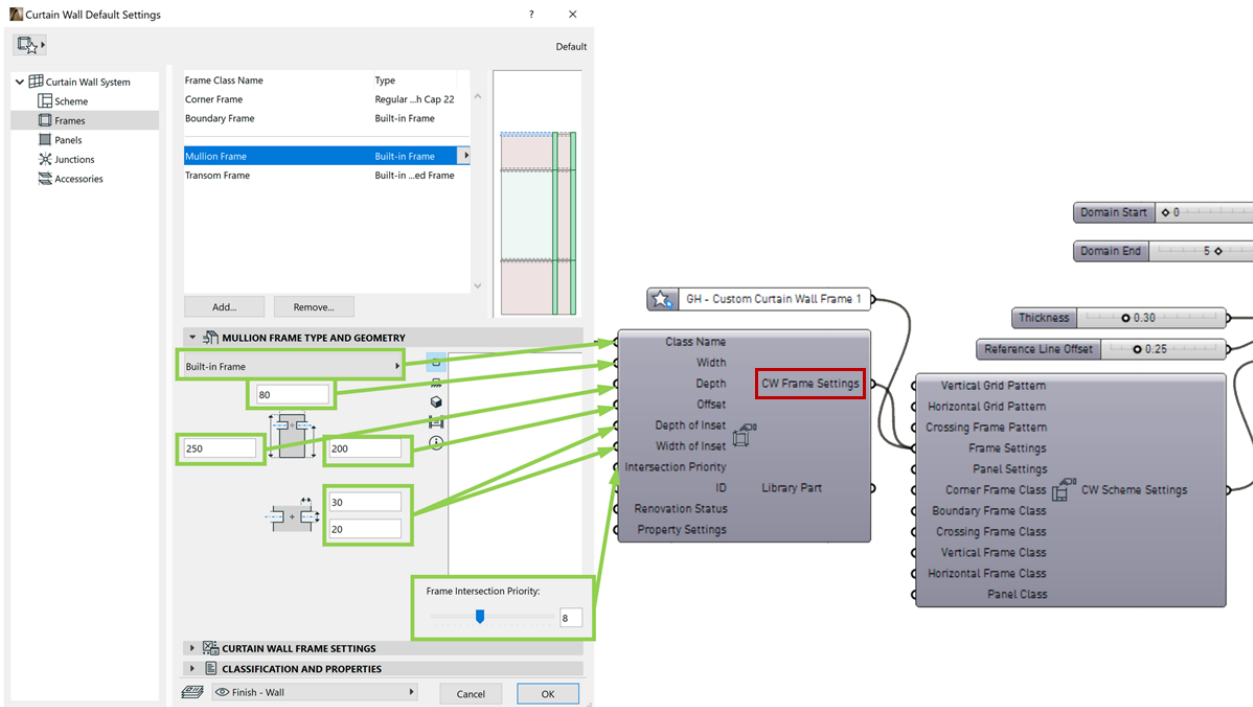 Curtain Wall Default Settings
?
Default
Curtain Wall System
Scheme
Frames
Panels
Junctions
Accessories
Frame Class Name Type
Corner Frame Regular ...h Cap 22
Boundary Frame Built-in Frame
Mullion Frame Built-in Frame
Transom Frame Built-in ...ed Frame
Add... Remove...
MULLION FRAME TYPE AND GEOMETRY
Built-in Frame
80
250
200
30
20
Frame Intersection Priority:
8
CURTAIN WALL FRAME SETTINGS
CLASSIFICATION AND PROPERTIES
Finish - Wall
Cancel OK
GH - Custom Curtain Wall Frame 1
Class Name
Width
Depth
Offset
Depth of Inset
Width of Inset
Intersection Priority
ID
Renovation Status
Property Settings
CW Frame Settings
Library Part
Domain Start 0
Domain End 5
Thickness 0.30
Reference Line Offset 0.25
Vertical Grid Pattern
Horizontal Grid Pattern
Crossing Frame Pattern
Frame Settings
Panel Settings
Corner Frame Class
Boundary Frame Class
Crossing Frame Class
Vertical Frame Class
Horizontal Frame Class
Panel Class
CW Scheme Settings